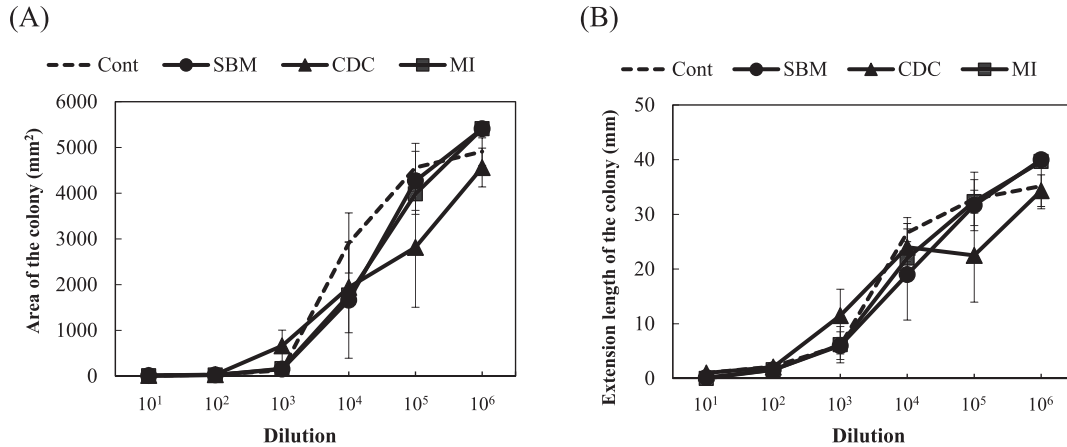 (A)
Cont SBM CDC MI
6000
5000
4000
3000
2000
1000
0
Area of the colony (mm²)
10¹ 10² 10³ 10⁴ 10⁵ 10⁶
Dilution
(B)
Cont SBM CDC MI
50
40
30
20
10
0
Extension length of the colony (mm)
10¹ 10² 10³ 10⁴ 10⁵ 10⁶
Dilution